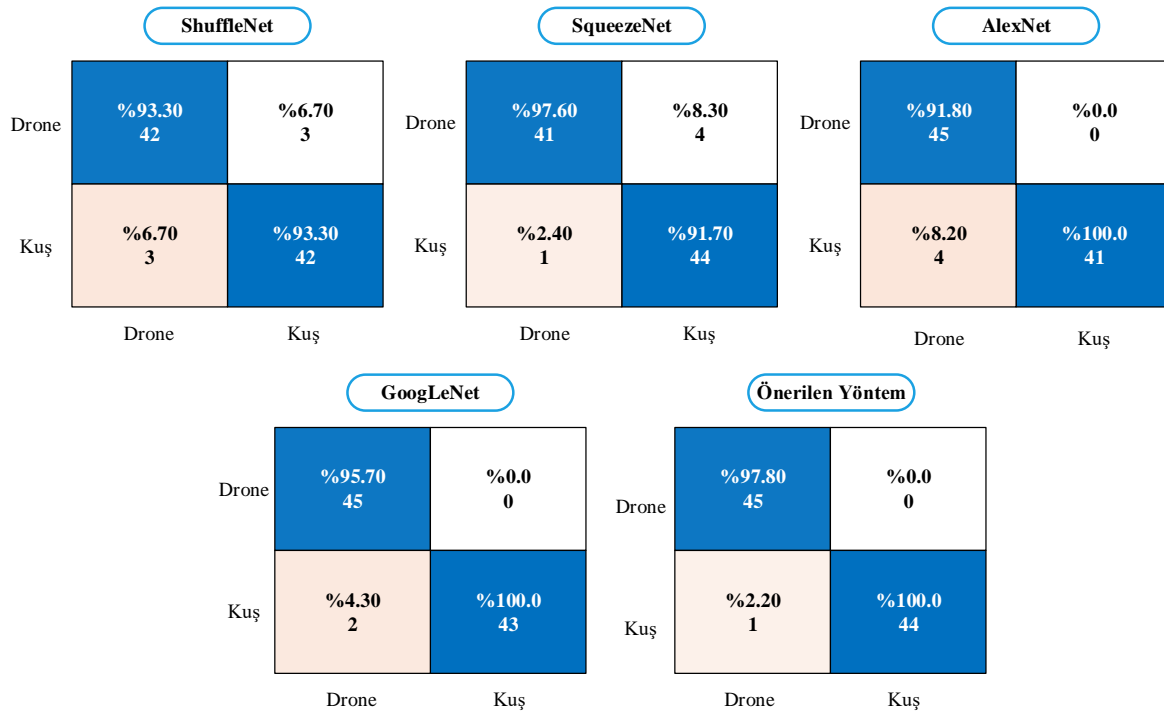 ShuffleNet
Drone
%93.30
42
%6.70
3
Kuş
%6.70
3
%93.30
42
Drone
Kuş
SqueezeNet
Drone
%97.60
41
%8.30
4
Kuş
%2.40
1
%91.70
44
Drone
Kuş
AlexNet
Drone
%91.80
45
%0.0
0
Kuş
%8.20
4
%100.0
41
Drone
Kuş
GoogLeNet
Drone
%95.70
45
%0.0
0
Kuş
%4.30
2
%100.0
43
Drone
Kuş
Önerilen Yöntem
Drone
%97.80
45
%0.0
0
Kuş
%2.20
1
%100.0
44
Drone
Kuş